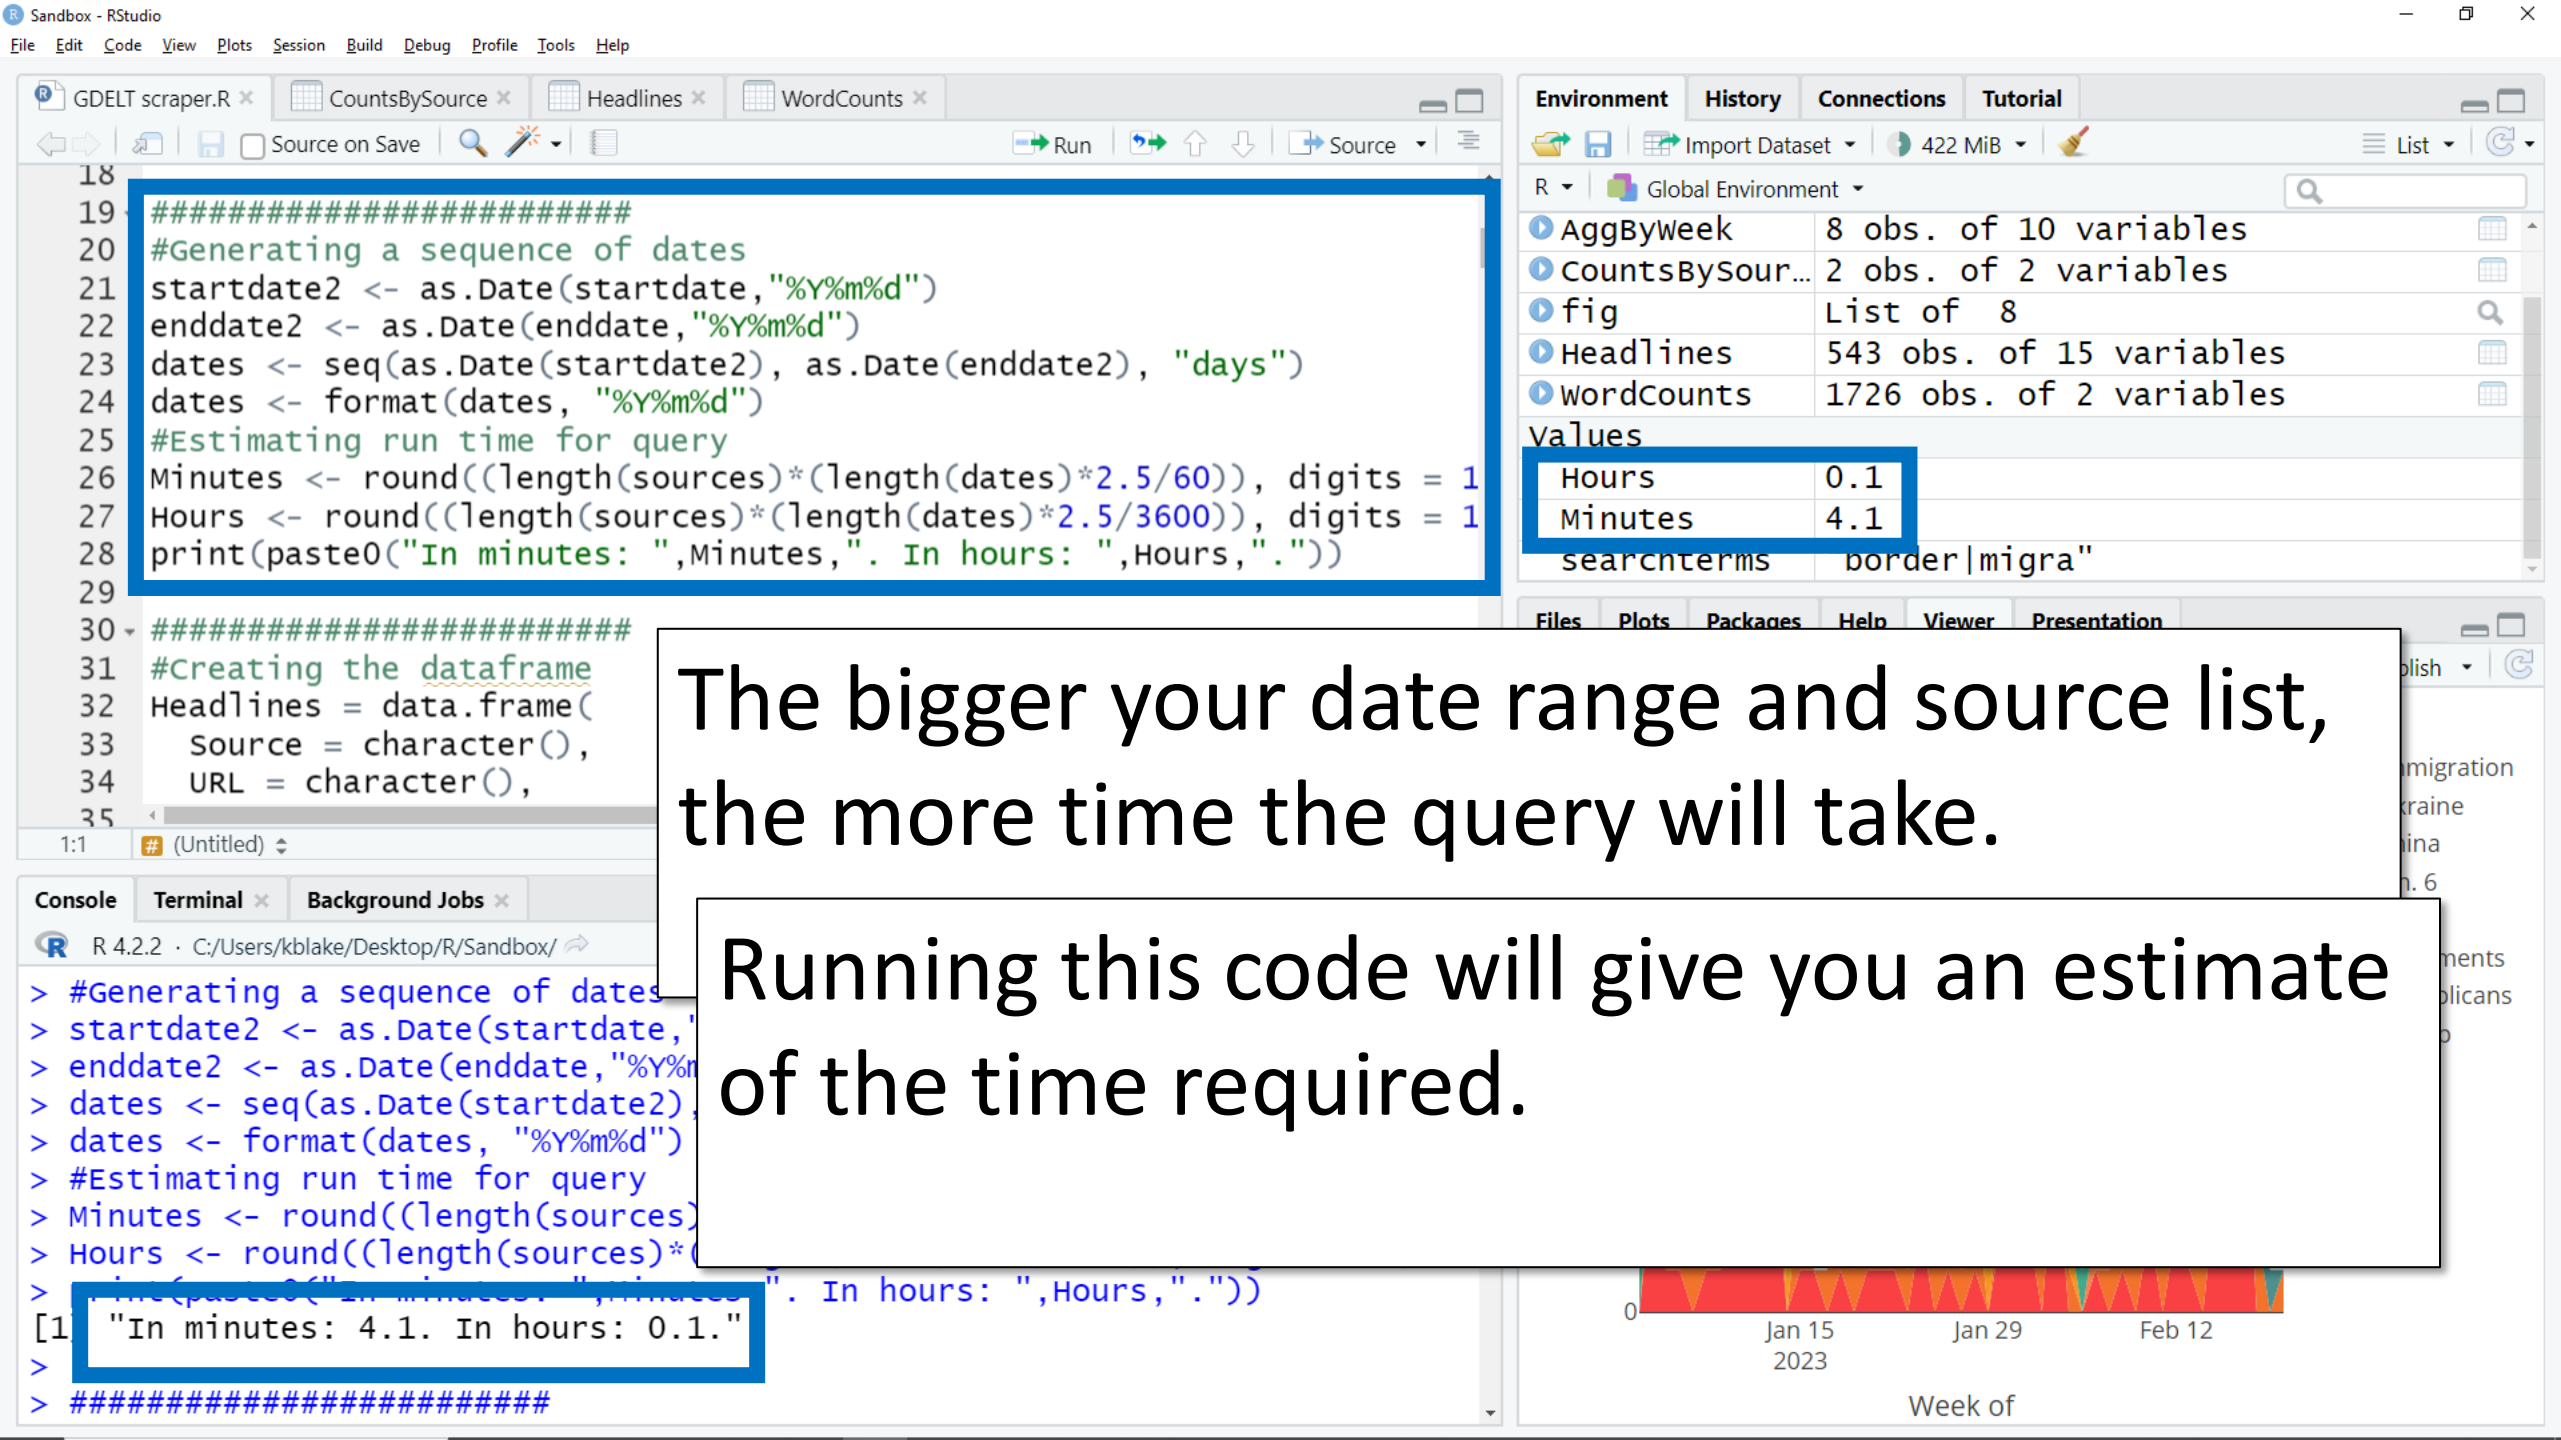 Sandbox - RStudio
File Edit Code View Plots Session Build Debug Profile Tools Help
GDELT scraper.R CountsBySource Headlines WordCounts
Source on Save Run Source
18
19 #########################
20 #Generating a sequence of dates
21 startdate2 <- as.Date(startdate,"%Y%m%d")
22 enddate2 <- as.Date(enddate,"%Y%m%d")
23 dates <- seq(as.Date(startdate2), as.Date(enddate2), "days")
24 dates <- format(dates, "%Y%m%d")
25 #Estimating run time for query
26 Minutes <- round((length(sources)*(length(dates)*2.5/60)), digits = 1
27 Hours <- round((length(sources)*(length(dates)*2.5/3600)), digits = 1
28 print(paste0("In minutes: ",Minutes,". In hours: ",Hours,"."))
29
30 #########################
31 #Creating the dataframe
32 Headlines = data.frame(
33 Source = character(),
34 URL = character(),
35
1:1 # (Untitled)
Console Terminal Background Jobs
R 4.2.2 · C:/Users/kblake/Desktop/R/Sandbox/
> #Generating a sequence of dates
> startdate2 <- as.Date(startdate,"
> enddate2 <- as.Date(enddate,"%Y%m
> dates <- seq(as.Date(startdate2),
> dates <- format(dates, "%Y%m%d")
> #Estimating run time for query
> Minutes <- round((length(sources)
> Hours <- round((length(sources)*(
> print(paste0("In minutes: ",Minutes,". In hours: ",Hours,"."))
[1] "In minutes: 4.1. In hours: 0.1."
>
> #########################
Environment History Connections Tutorial
Import Dataset 422 MiB List
R Global Environment
AggByWeek 8 obs. of 10 variables
CountsBySour... 2 obs. of 2 variables
fig List of 8
Headlines 543 obs. of 15 variables
WordCounts 1726 obs. of 2 variables
Values
Hours 0.1
Minutes 4.1
searchterms "border|migra"
Files Plots Packages Help Viewer Presentation
The bigger your date range and source list,
the more time the query will take.
Running this code will give you an estimate
of the time required.
0
Jan 15 Jan 29 Feb 12
2023
Week of